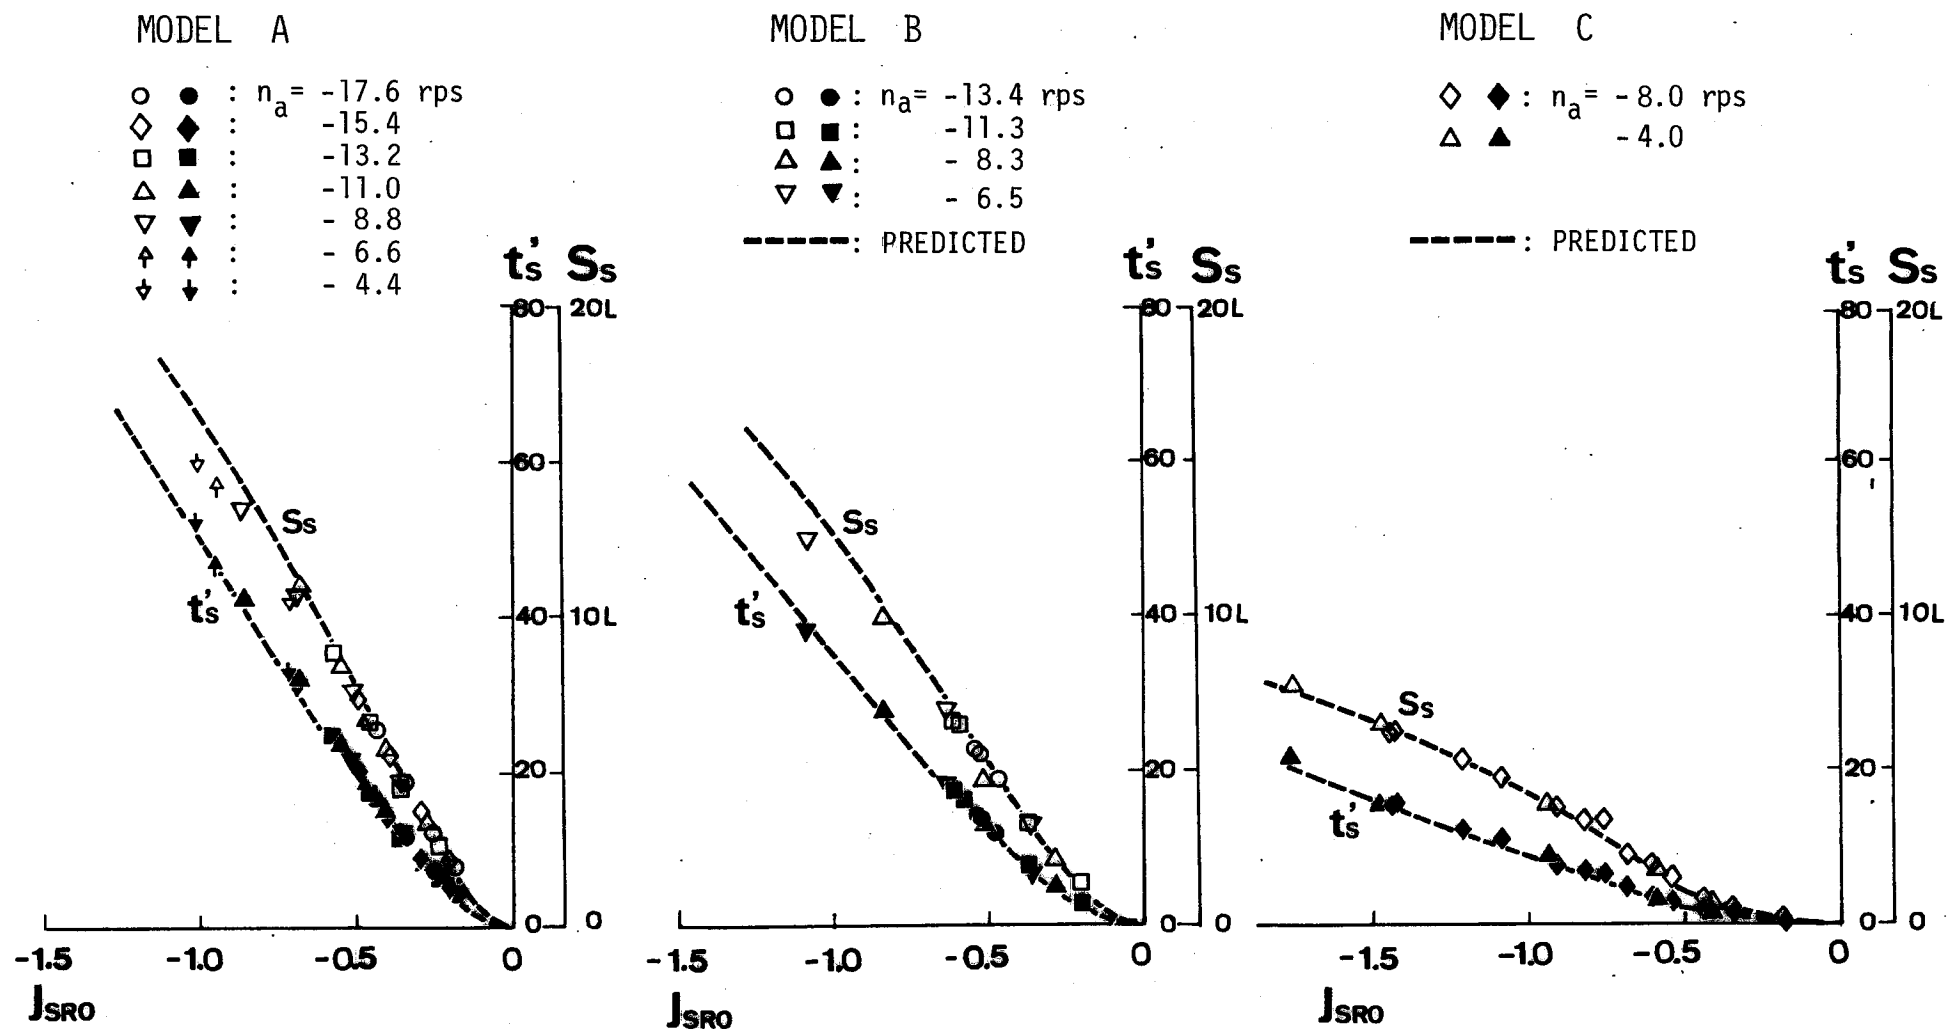 MODEL A
: na= -17.6 rps
: -15.4
: -13.2
: -11.0
: - 8.8
: - 6.6
: - 4.4
t's Ss
80 20L
60
40 10L
20
0 0
Ss
t's
-1.5 -1.0 -0.5 0
JSRO
MODEL B
: na= -13.4 rps
: -11.3
: - 8.3
: - 6.5
: PREDICTED
t's Ss
80 20L
60
40 10L
20
0 0
Ss
t's
-1.5 -1.0 -0.5 0
JSRO
MODEL C
: na= -8.0 rps
-4.0
: PREDICTED
t's Ss
80 20L
60
40 10L
20
0 0
Ss
t's
-1.5 -1.0 -0.5 0
JSRO